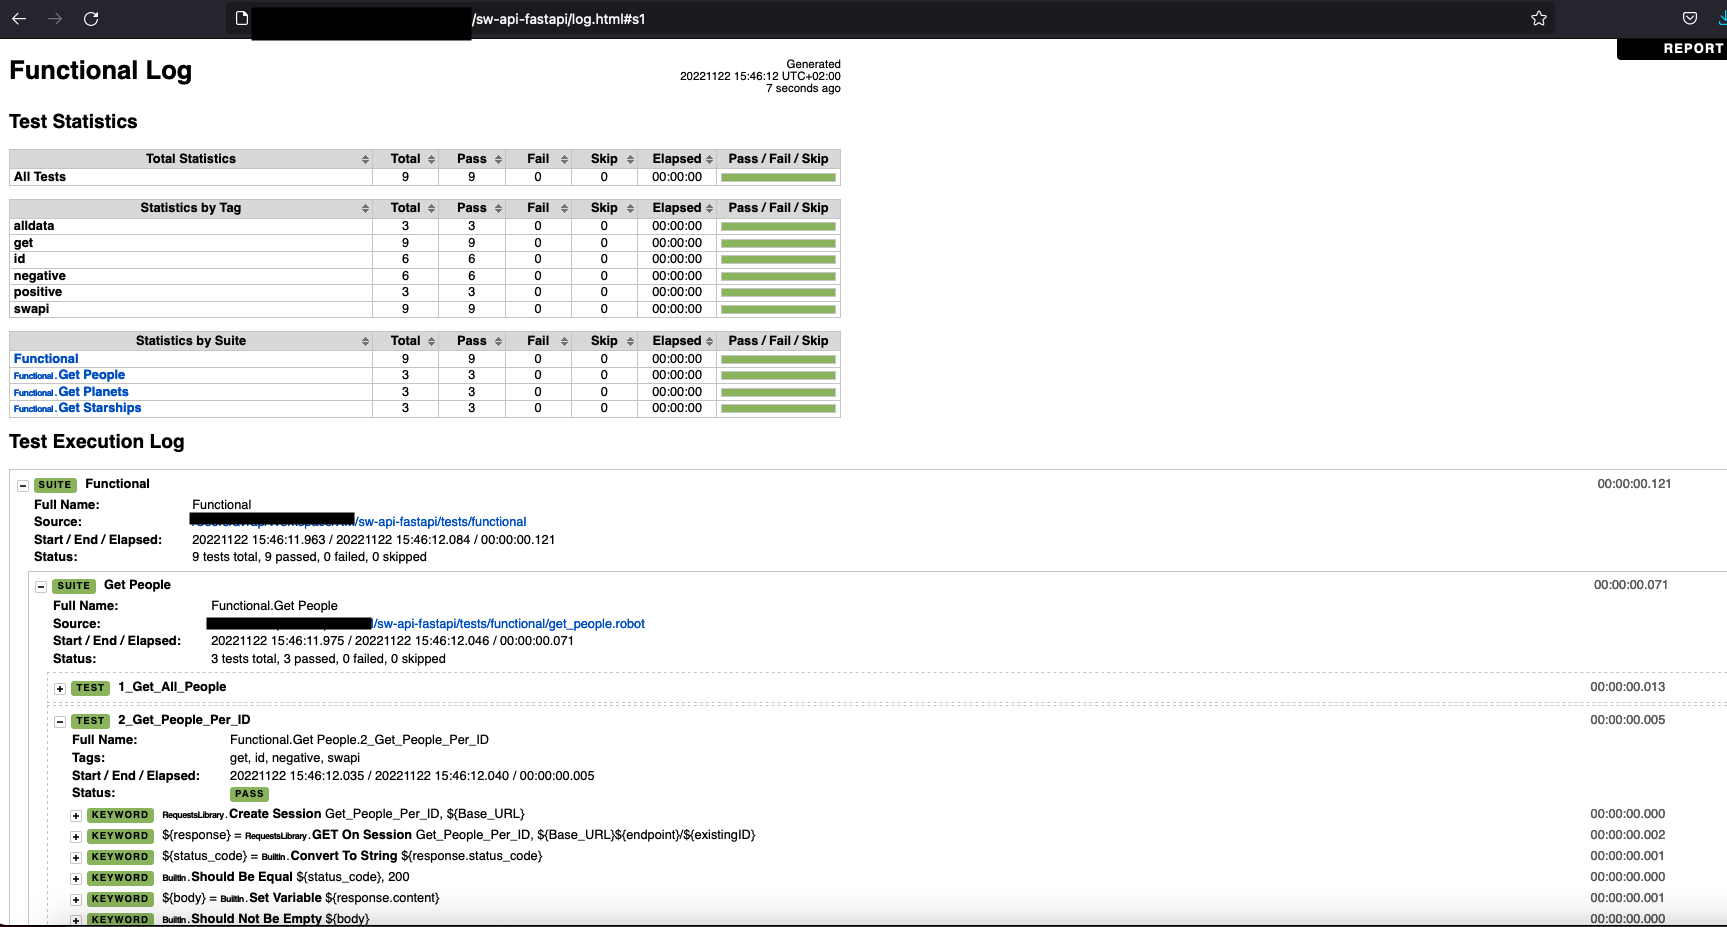 /sw-api-fastapi/log.html#s1
REPORT
Functional Log
Generated
20221122 15:46:12 UTC+02:00
7 seconds ago
Test Statistics
Total Statistics Total Pass Fail Skip Elapsed Pass / Fail / Skip
All Tests 9 9 0 0 00:00:00
Statistics by Tag Total Pass Fail Skip Elapsed Pass / Fail / Skip
alldata 3 3 0 0 00:00:00
get 9 9 0 0 00:00:00
id 6 6 0 0 00:00:00
negative 6 6 0 0 00:00:00
positive 3 3 0 0 00:00:00
swapi 9 9 0 0 00:00:00
Statistics by Suite Total Pass Fail Skip Elapsed Pass / Fail / Skip
Functional 9 9 0 0 00:00:00
Functional. Get People 3 3 0 0 00:00:00
Functional. Get Planets 3 3 0 0 00:00:00
Functional. Get Starships 3 3 0 0 00:00:00
Test Execution Log
SUITE Functional 00:00:00.121
Full Name: Functional
Source: /sw-api-fastapi/tests/functional
Start / End / Elapsed: 20221122 15:46:11.963 / 20221122 15:46:12.084 / 00:00:00.121
Status: 9 tests total, 9 passed, 0 failed, 0 skipped
SUITE Get People 00:00:00.071
Full Name: Functional.Get People
Source: /sw-api-fastapi/tests/functional/get_people.robot
Start / End / Elapsed: 20221122 15:46:11.975 / 20221122 15:46:12.046 / 00:00:00.071
Status: 3 tests total, 3 passed, 0 failed, 0 skipped
TEST 1_Get_All_People 00:00:00.013
TEST 2_Get_People_Per_ID 00:00:00.005
Full Name: Functional.Get People.2_Get_People_Per_ID
Tags: get, id, negative, swapi
Start / End / Elapsed: 20221122 15:46:12.035 / 20221122 15:46:12.040 / 00:00:00.005
Status: PASS
KEYWORD RequestsLibrary. Create Session Get_People_Per_ID, ${Base_URL} 00:00:00.000
KEYWORD ${response} = RequestsLibrary. GET On Session Get_People_Per_ID, ${Base_URL}${endpoint}/${existingID} 00:00:00.002
KEYWORD ${status_code} = BuiltIn. Convert To String ${response.status_code} 00:00:00.001
KEYWORD BuiltIn. Should Be Equal ${status_code}, 200 00:00:00.000
KEYWORD ${body} = BuiltIn. Set Variable ${response.content} 00:00:00.001
KEYWORD BuiltIn. Should Not Be Empty ${body} 00:00:00.000